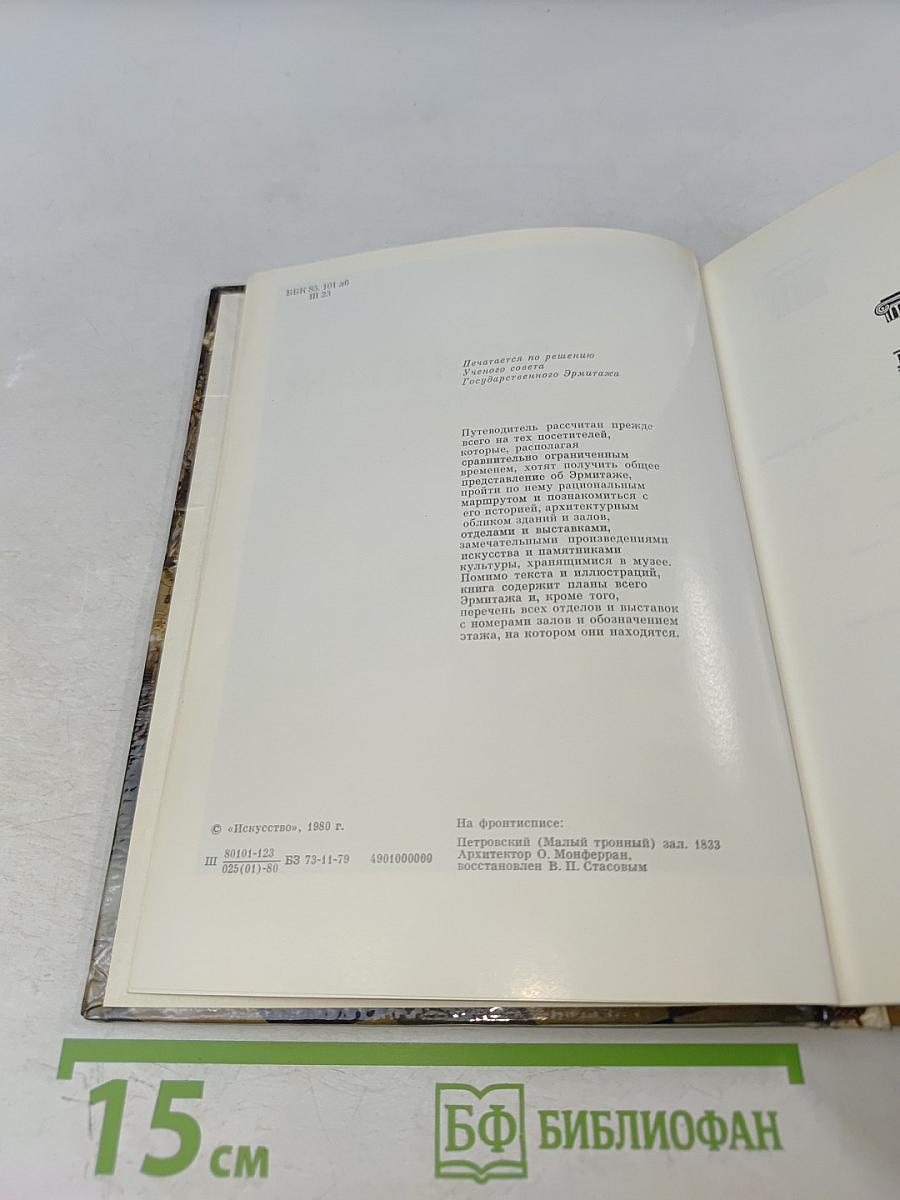 ББК 85. 101 аб
Ш 23
Печатается по решению
Ученого совета
Государственного Эрмитажа
Путеводитель рассчитан прежде
всего на тех посетителей,
которые, располагая
сравнительно ограниченным
временем, хотят получить общее
представление об Эрмитаже,
пройти по нему рациональным
маршрутом и познакомиться с
его историей, архитектурным
обликом зданий и залов,
отделами и выставками,
замечательными произведениями
искусства и памятниками
культуры, хранящимися в музее.
Помимо текста и иллюстраций,
книга содержит планы всего
Эрмитажа и, кроме того,
перечень всех отделов и выставок
с номерами залов и обозначением
этажа, на котором они находятся.
© «Искусство», 1980 г.
Ш 80101-123 БЗ 73-11-79 4901000000
025(01)-80
На фронтисписе:
Петровский (Малый тронный) зал. 1833
Архитектор О. Монферран,
восстановлен В. П. Стасовым
15 см
БФ БИБЛИОФАН